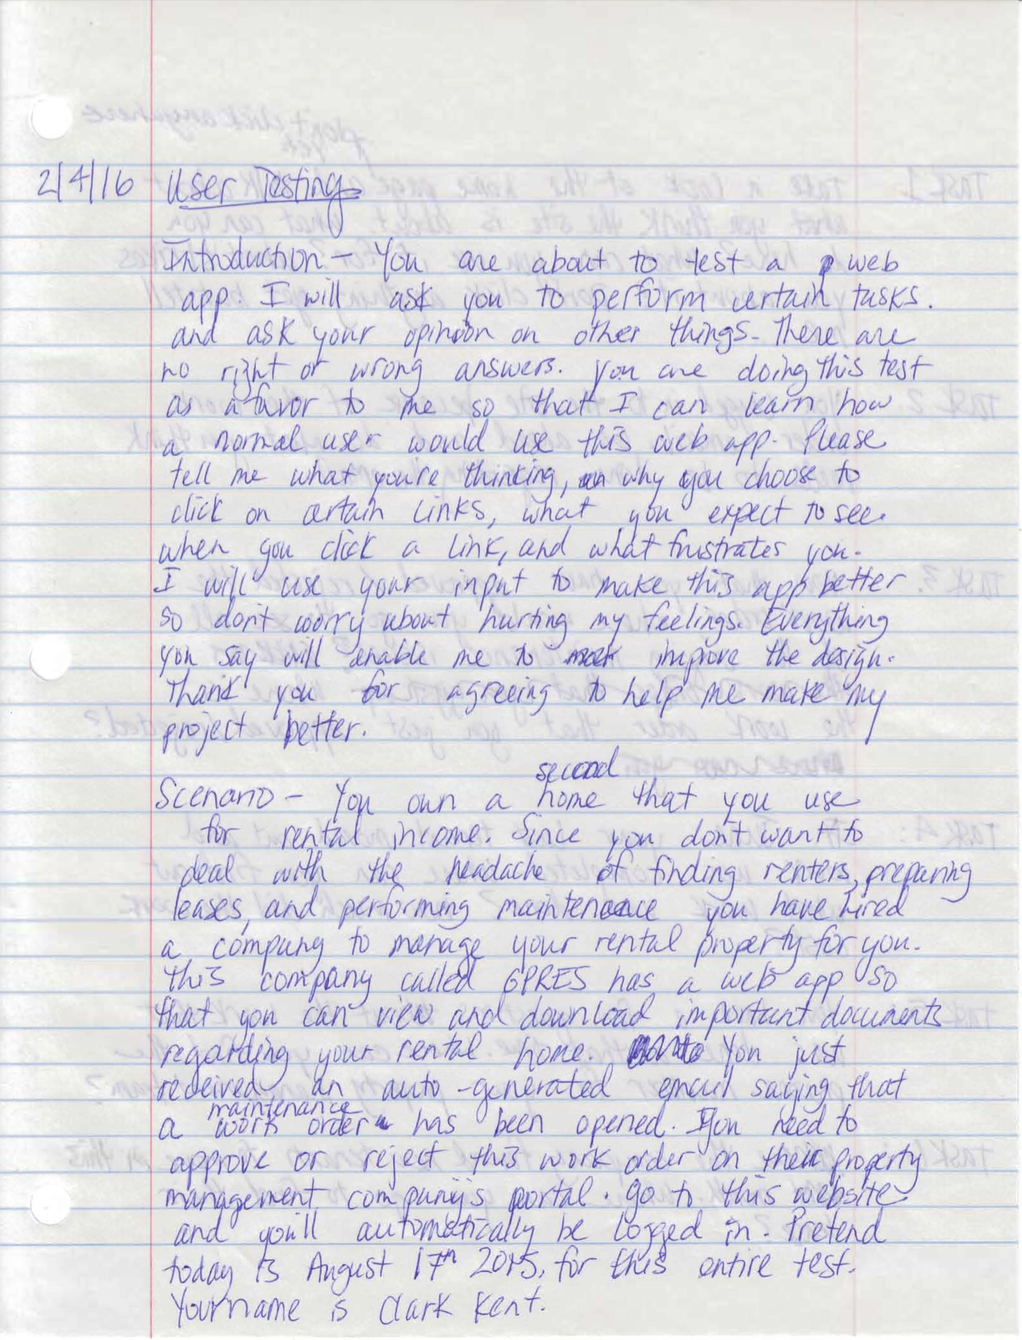 2/4/16 User Testing
Introduction - You are about to test a web
app. I will ask you to perform certain tasks.
and ask your opinion on other things. There are
no right or wrong answers. You are doing this test
as a favor to me so that I can learn how
a normal user would use this web app. Please
tell me what you're thinking, why you choose to
click on certain links, what you expect to see
when you click a link, and what frustrates you.
I will use your input to make this app better
so don't worry about hurting my feelings. Everything
you say will enable me to improve the design.
Thank you for agreeing to help me make my
project better.
second
Scenario - You own a home that you use
for rental income. Since you don't want to
deal with the headache of finding renters, preparing
leases, and performing maintenance you have hired
a company to manage your rental property for you.
This company called GPRES has a web app so
that you can view and download important documents
regarding your rental home. You just
received an auto-generated email saying that
maintenance
a work order has been opened. You need to
approve or reject this work order on their property
management company's portal. Go to this website
and you'll automatically be logged in. Pretend
today is August 17th 2015, for this entire test.
Your name is Clark Kent.